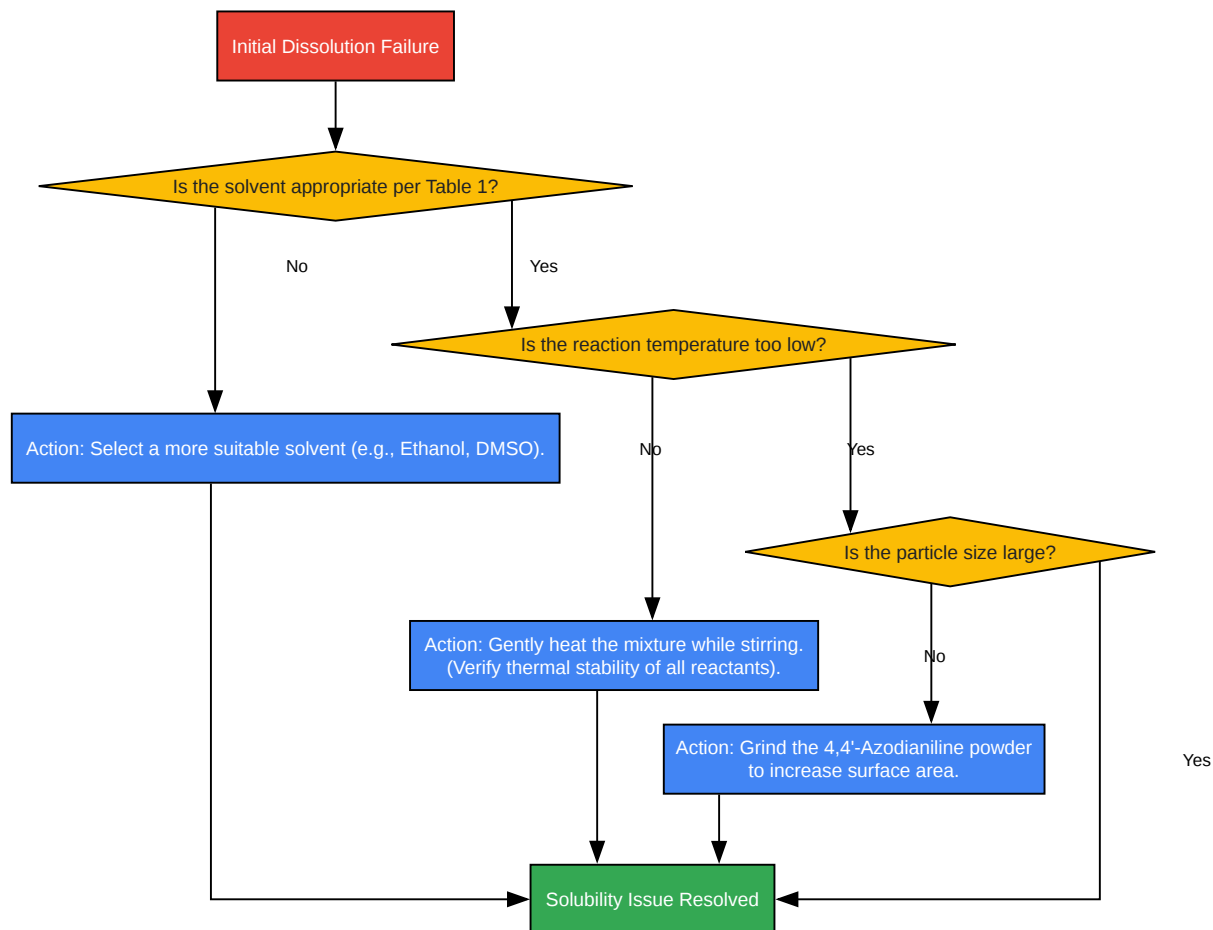 Initial Dissolution Failure
Is the solvent appropriate per Table 1?
No
Yes
Is the reaction temperature too low?
Action: Select a more suitable solvent (e.g., Ethanol, DMSO).
No
Yes
Is the particle size large?
Action: Gently heat the mixture while stirring.
(Verify thermal stability of all reactants).
No
Action: Grind the 4,4'-Azodianiline powder
to increase surface area.
Yes
Solubility Issue Resolved